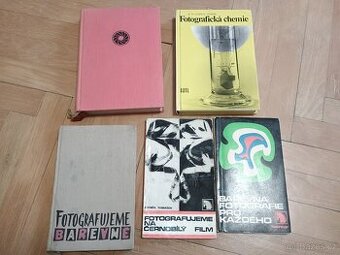 Fotografická chemie
FOTOGRAFUJEME
BAREVNĚ
FOTOGRAFUJEME
NA
ČERNOBÍLÝ FILM
BAREVNÁ
FOTOGRAFIE
PRO
KAŽDÉHO